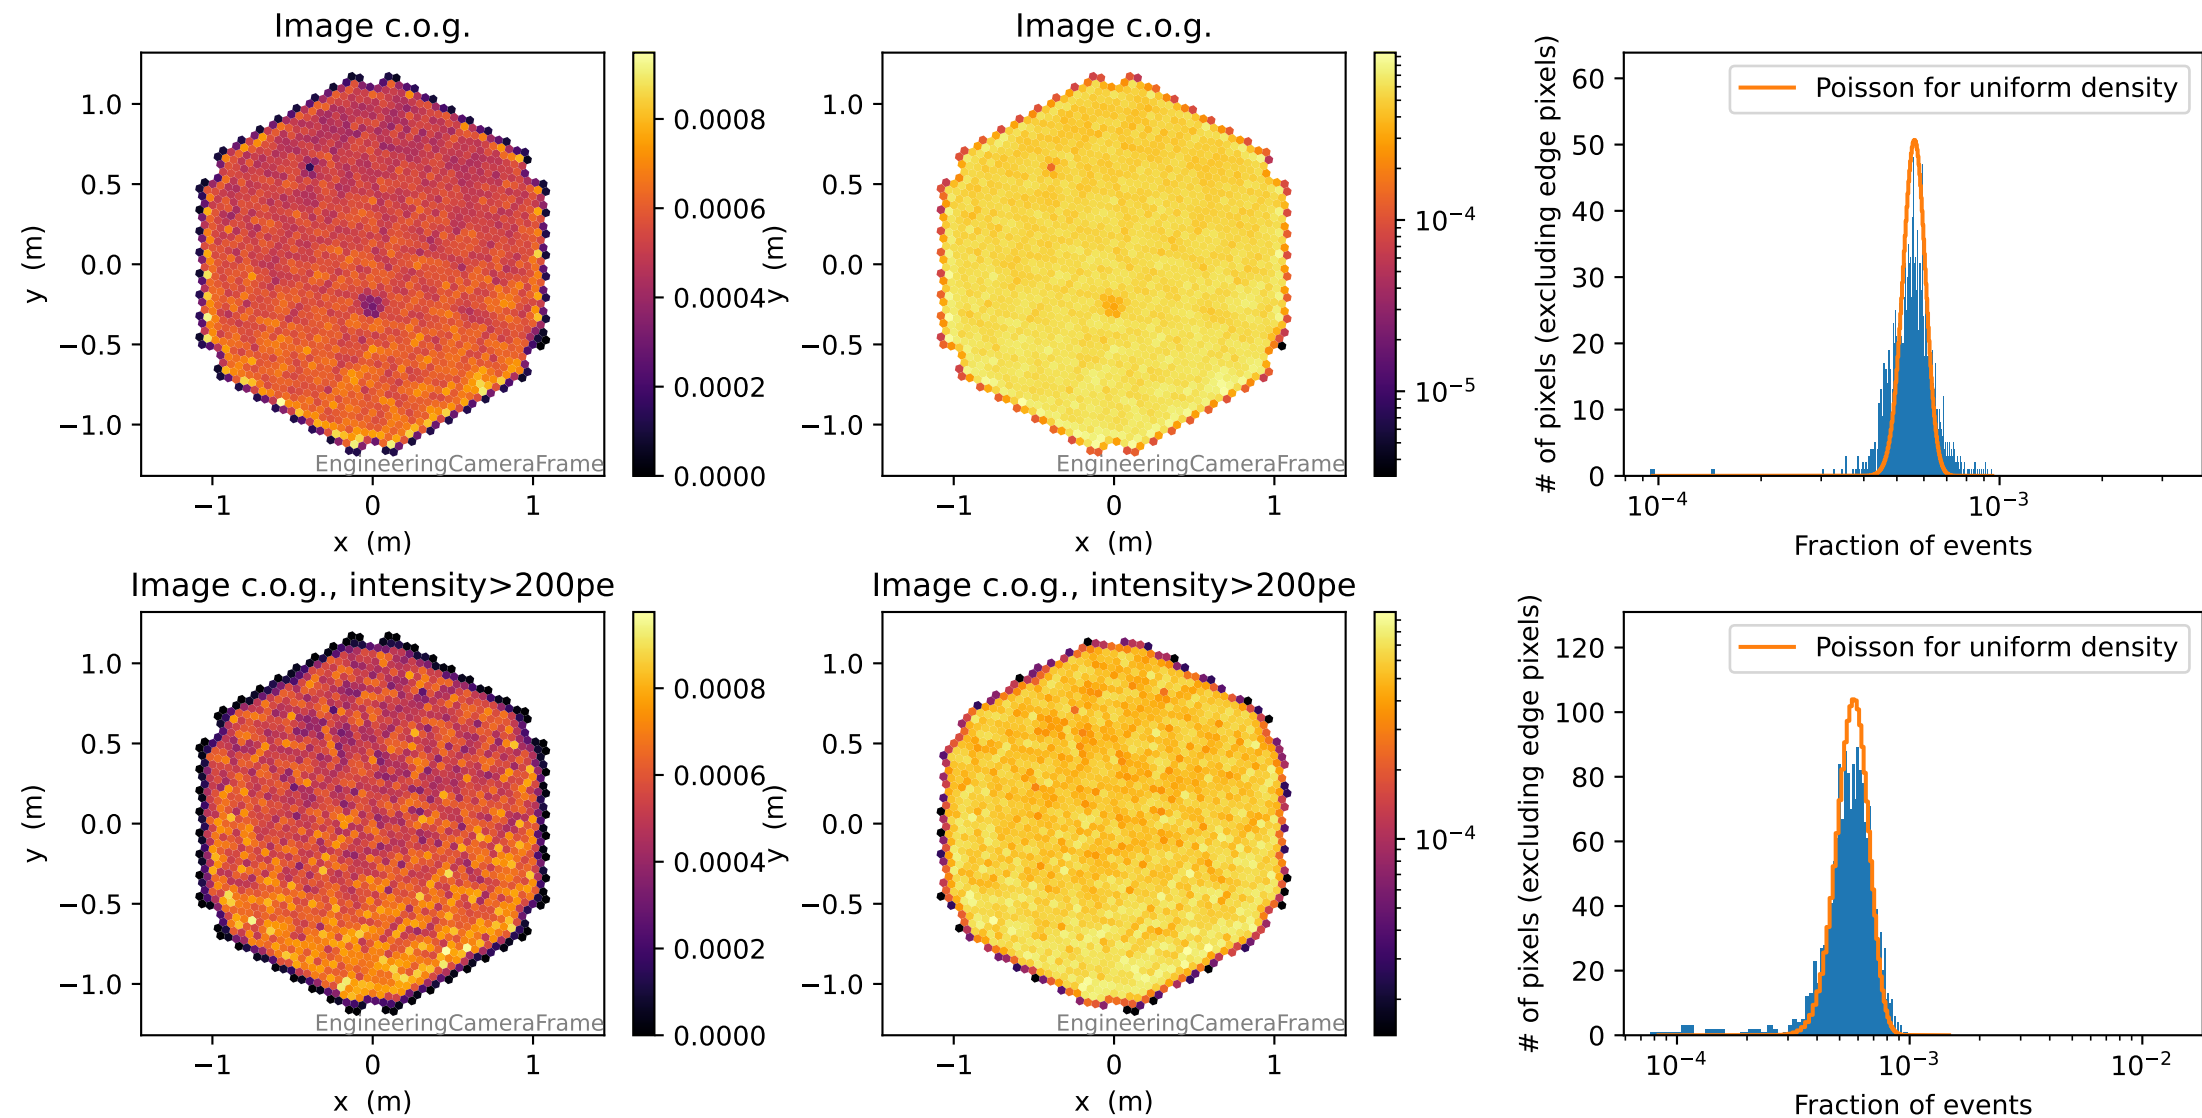 Image c.o.g.
1.0
0.5
0.0
−0.5
−1.0
y (m)
EngineeringCameraFrame
−1
0
1
x (m)
0.0008
0.0006
0.0004
0.0002
0.0000
Image c.o.g.
1.0
0.5
0.0
−0.5
−1.0
y (m)
EngineeringCameraFrame
−1
0
1
x (m)
10⁻⁴
10⁻⁵
# of pixels (excluding edge pixels)
60
50
40
30
20
10
0
Poisson for uniform density
10⁻⁴
10⁻³
Fraction of events
Image c.o.g., intensity>200pe
1.0
0.5
0.0
−0.5
−1.0
y (m)
EngineeringCameraFrame
−1
0
1
x (m)
0.0008
0.0006
0.0004
0.0002
0.0000
Image c.o.g., intensity>200pe
1.0
0.5
0.0
−0.5
−1.0
y (m)
EngineeringCameraFrame
−1
0
1
x (m)
10⁻⁴
# of pixels (excluding edge pixels)
120
100
80
60
40
20
0
Poisson for uniform density
10⁻⁴
10⁻³
10⁻²
Fraction of events